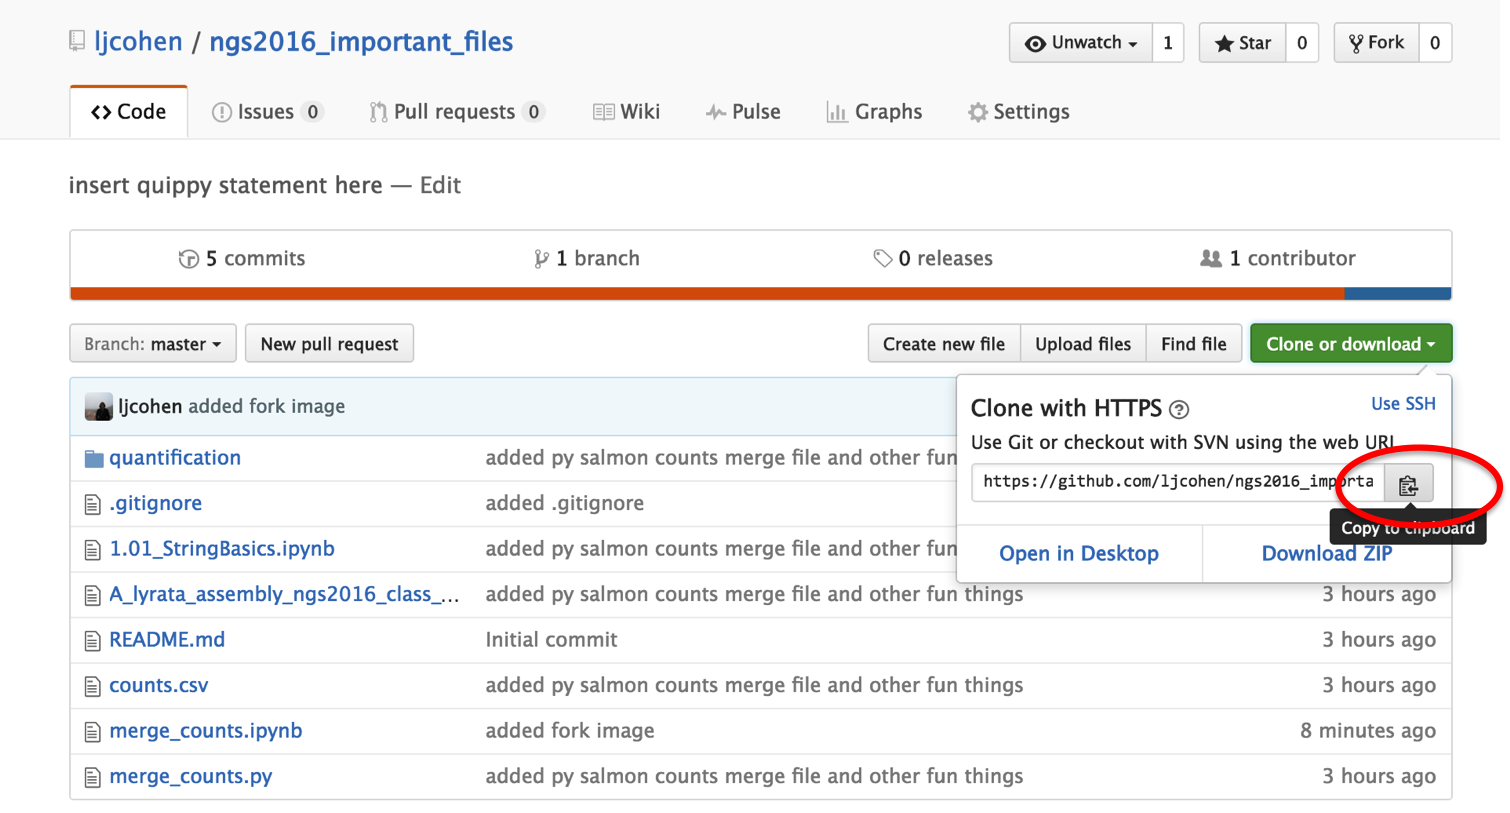 ljcohen / ngs2016_important_files
Unwatch 1 Star 0 Fork 0
Code Issues 0 Pull requests 0 Wiki Pulse Graphs Settings
insert quippy statement here — Edit
5 commits 1 branch 0 releases 1 contributor
Branch: master New pull request Create new file Upload files Find file Clone or download
ljcohen added fork image
Clone with HTTPS ? Use SSH
Use Git or checkout with SVN using the web URL
https://github.com/ljcohen/ngs2016_importa
Copy to clipboard
Open in Desktop Download ZIP
quantification added py salmon counts merge file and other fun
.gitignore added .gitignore
1.01_StringBasics.ipynb added py salmon counts merge file and other fun
A_lyrata_assembly_ngs2016_class_... added py salmon counts merge file and other fun things 3 hours ago
README.md Initial commit 3 hours ago
counts.csv added py salmon counts merge file and other fun things 3 hours ago
merge_counts.ipynb added fork image 8 minutes ago
merge_counts.py added py salmon counts merge file and other fun things 3 hours ago